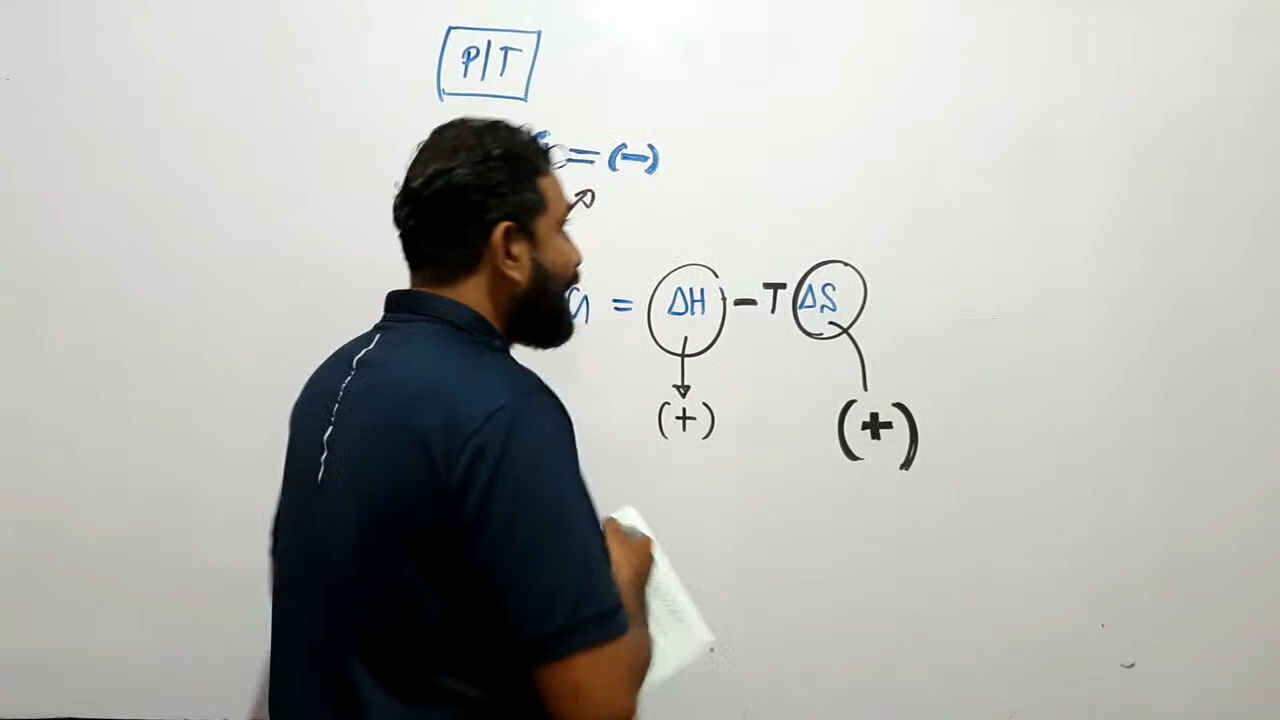 P/T
= (-)
= ΔH - T ΔS
(+) (+)